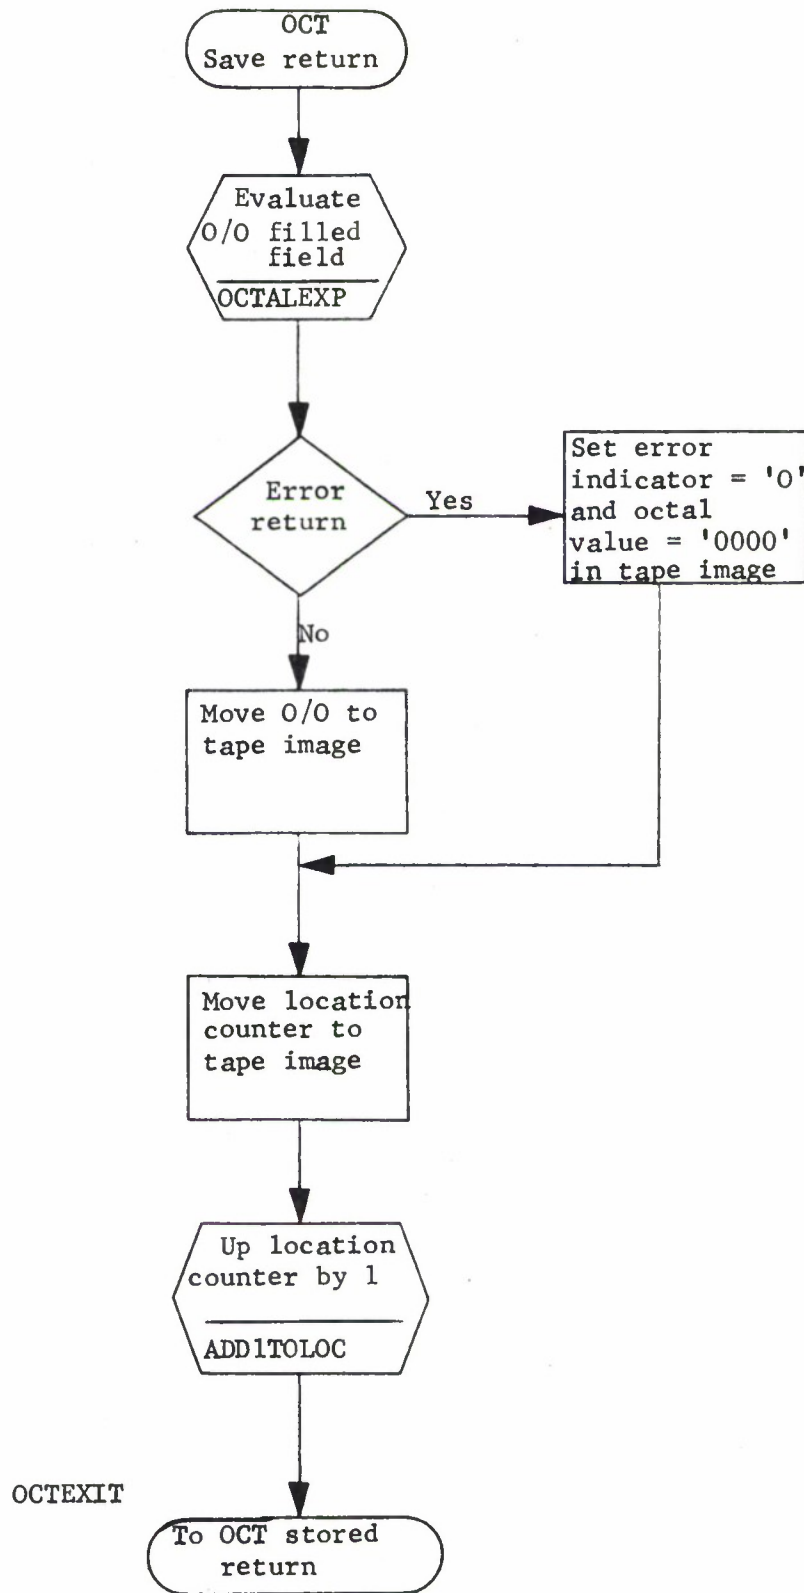 OCT
Save return
Evaluate
O/O filled
field
OCTALEXP
Error
return
Yes
Set error
indicator = 'O'
and octal
value = '0000'
in tape image
No
Move O/O to
tape image
Move location
counter to
tape image
Up location
counter by 1
ADD1TOLOC
OCTEXIT
To OCT stored
return